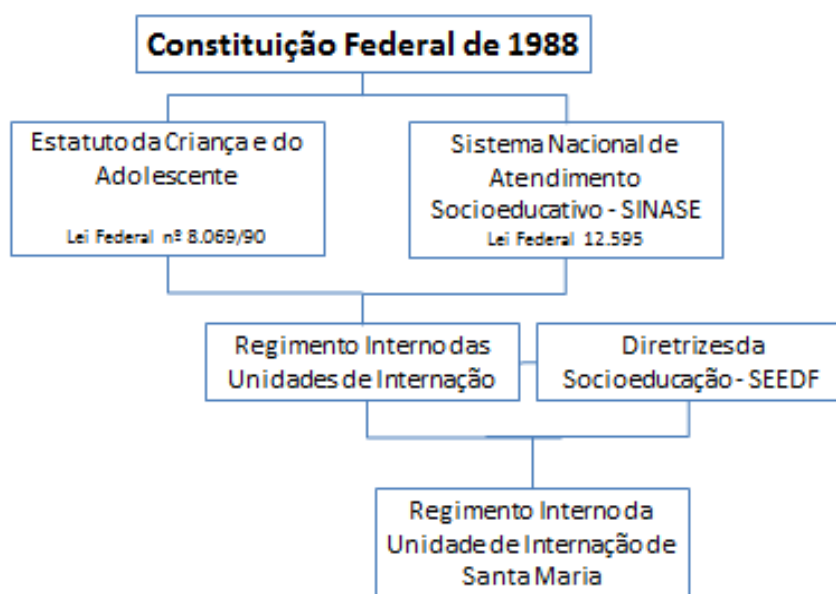 Constituição Federal de 1988
Estatuto da Criança e do
Adolescente
Lei Federal nº 8.069/90
Sistema Nacional de
Atendimento
Socioeducativo - SINASE
Lei Federal 12.595
Regimento Interno das
Unidades de Internação
Diretrizes da
Socioeducação - SEEDF
Regimento Interno da
Unidade de Internação de
Santa Maria